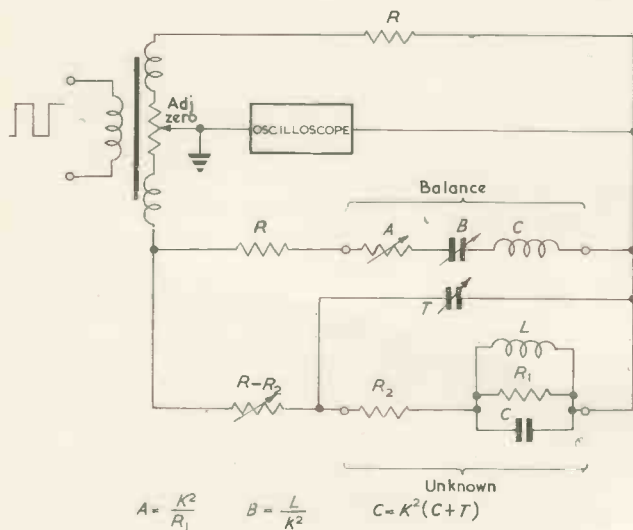 R
Adj
zero
OSCILLOSCOPE
Balance
R
A
B
C
T
L
R–R₂
R₂
R₁
C
Unknown
A = K²/R₁   B = L/K²   C = K²(C+T)